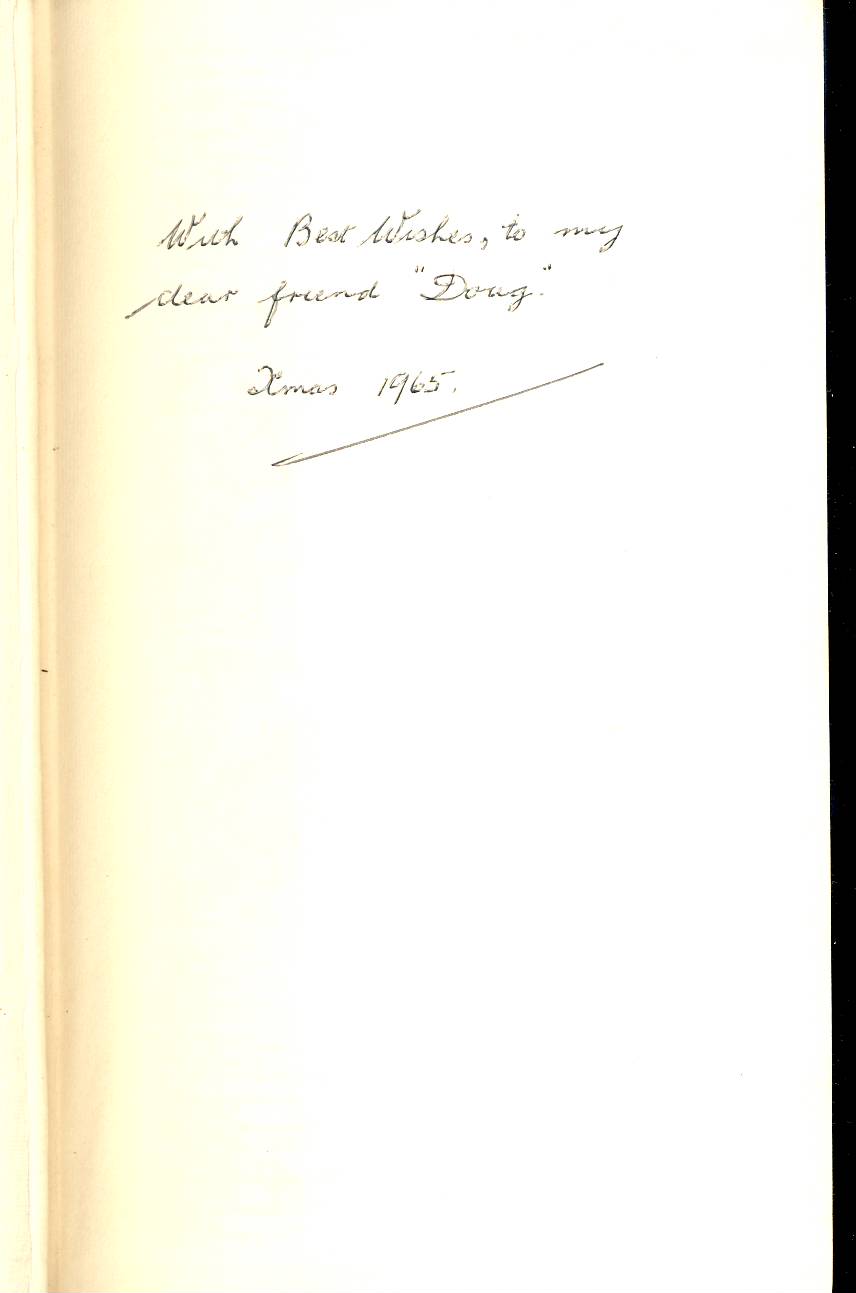 With Best Wishes, to my
dear friend "Doug".
Xmas 1965.